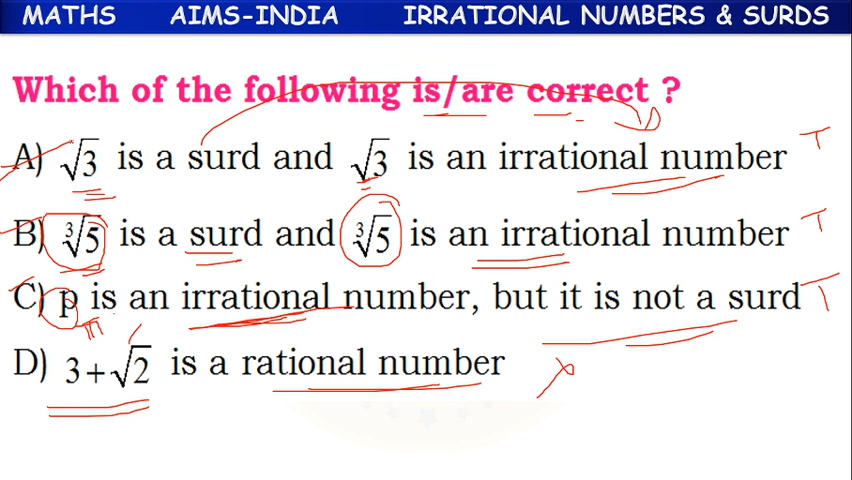 MATHS AIMS-INDIA IRRATIONAL NUMBERS & SURDS
Which of the following is/are correct ?
A) √3 is a surd and √3 is an irrational number T
B) ³√5 is a surd and ³√5 is an irrational number T
C) p is an irrational number, but it is not a surd T
π
D) 3+√2 is a rational number